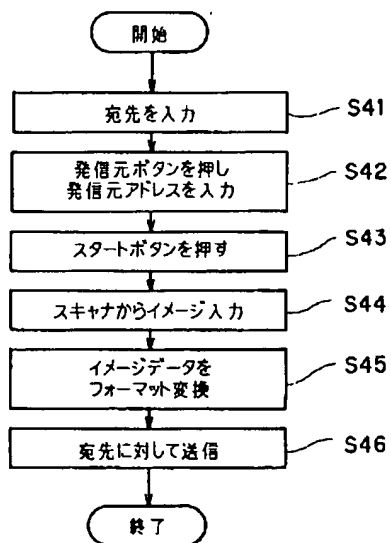 開始
宛先を入力
S41
発信元ボタンを押し
発信元アドレスを入力
S42
スタートボタンを押す
S43
スキャナからイメージ入力
S44
イメージデータを
フォーマット変換
S45
宛先に対して送信
S46
終了